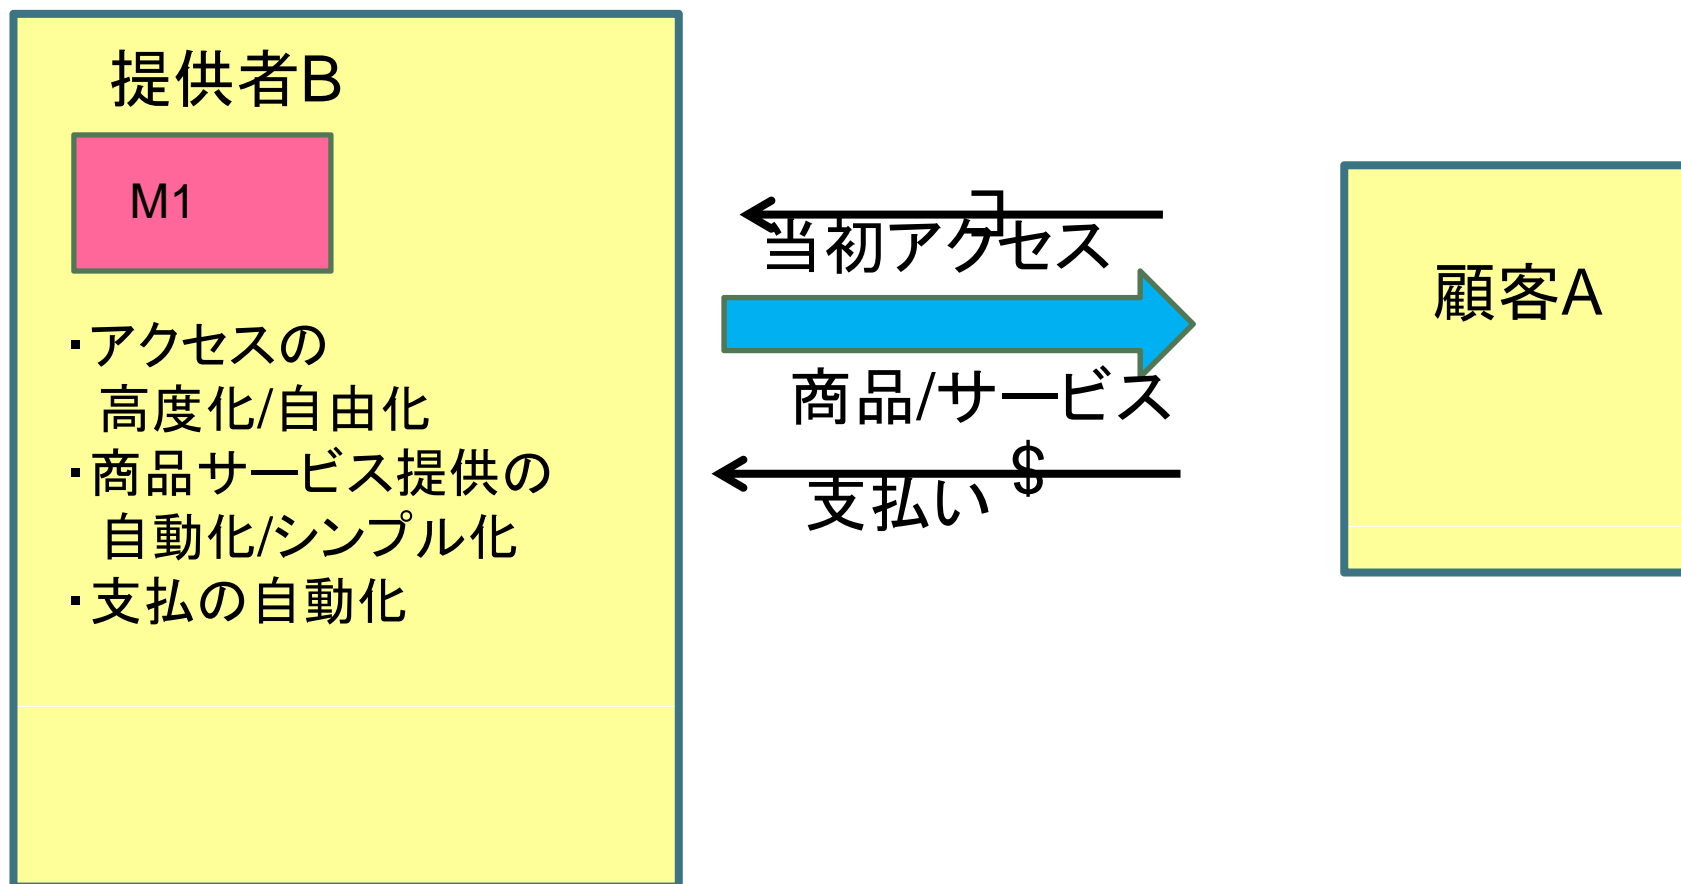 提供者B
M1
・アクセスの
高度化/自由化
・商品サービス提供の
自動化/シンプル化
・支払の自動化
コ
当初アクセス
商品/サービス
$
支払い
顧客A